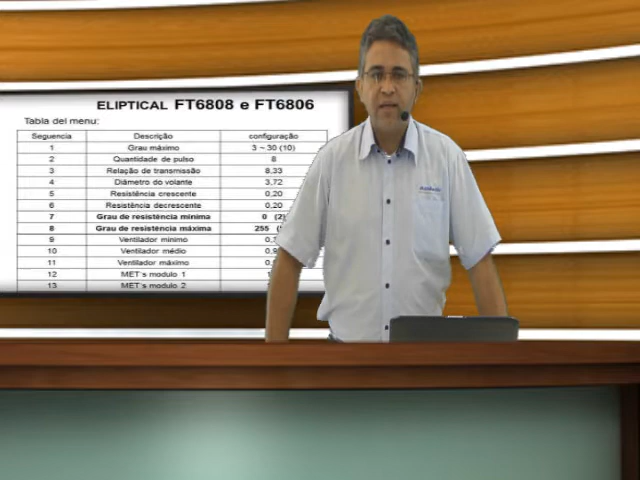 ELIPTICAL FT6808 e FT6806
Tabla del menu:
Seguencia Descrição configuração
1 Grau máximo 3 ~ 30 (10)
2 Quantidade de pulso 8
3 Relação de transmissão 8,33
4 Diâmetro do volante 3,72
5 Resistência crescente 0,20
6 Resistência decrescente 0,20
7 Grau de resistência mínima 0 (2)
8 Grau de resistência máxima 255
9 Ventilador mínimo
10 Ventilador médio
11 Ventilador máximo
12 MET´s modulo 1
13 MET´s modulo 2